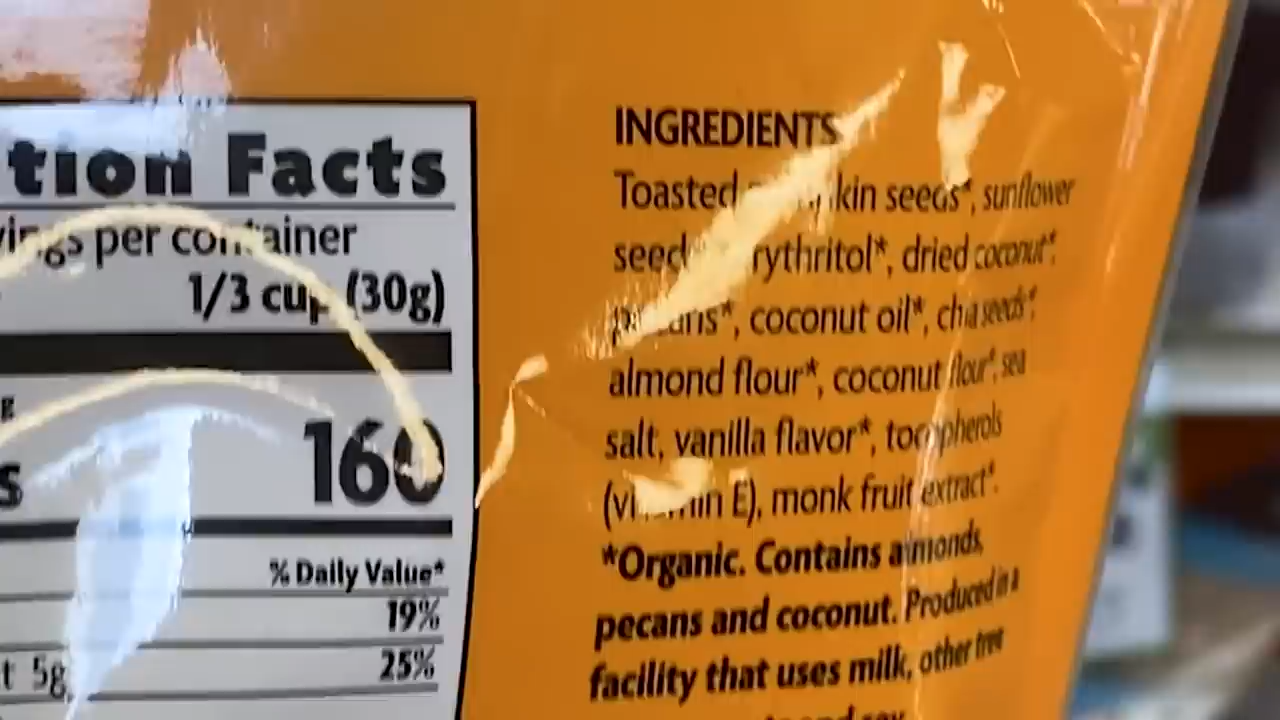 tion Facts
per container
1/3 cup (30g)
160
% Daily Value*
19%
t 5g
25%
INGREDIENTS
Toasted pumpkin seeds*, sunflower
seeds*, erythritol*, dried coconut*,
pecans*, coconut oil*, chia seeds*,
almond flour*, coconut flour*, sea
salt, vanilla flavor*, tocopherols
(vitamin E), monk fruit extract*.
*Organic. Contains almonds,
pecans and coconut. Produced in a
facility that uses milk, other tree
and soy